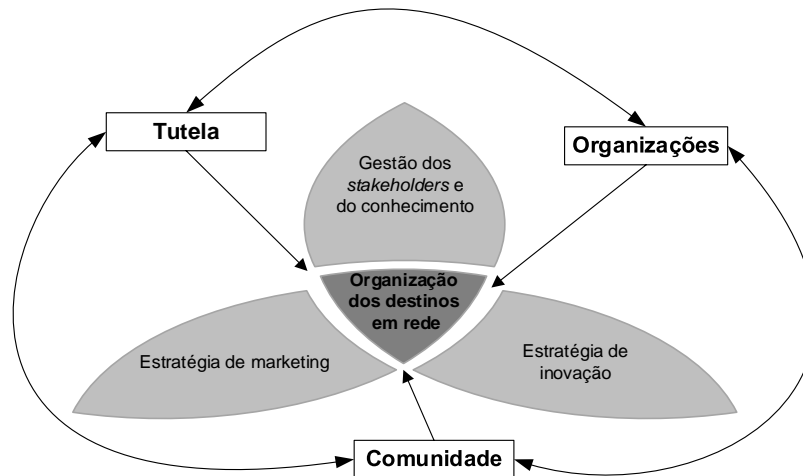 Tutela
Organizações
Gestão dos
stakeholders e
do conhecimento
Organização
dos destinos
em rede
Estratégia de marketing
Estratégia de
inovação
Comunidade